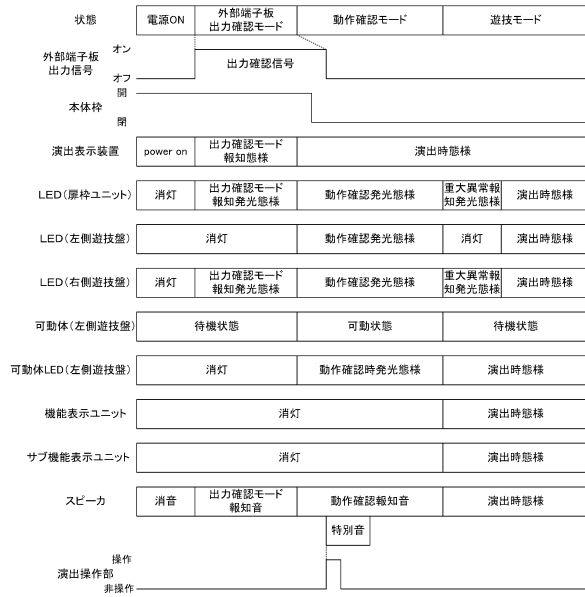 状態
電源ON
外部端子板
出力確認モード
動作確認モード
遊技モード
外部端子板
出力信号
オン
オフ
出力確認信号
本体枠
開
閉
演出表示装置
power on
出力確認モード
報知態様
演出時態様
LED(扉枠ユニット)
消灯
出力確認モード
報知発光態様
動作確認発光態様
重大異常報
知発光態様
演出時態様
LED(左側遊技盤)
消灯
動作確認発光態様
消灯
演出時態様
LED(右側遊技盤)
消灯
出力確認モード
報知発光態様
動作確認発光態様
重大異常報
知発光態様
演出時態様
可動体(左側遊技盤)
待機状態
可動状態
待機状態
可動体LED(左側遊技盤)
消灯
動作確認時発光態様
演出時態様
機能表示ユニット
消灯
演出時態様
サブ機能表示ユニット
消灯
演出時態様
スピーカ
消音
出力確認モード
報知音
動作確認報知音
演出時態様
特別音
演出操作部
操作
非操作